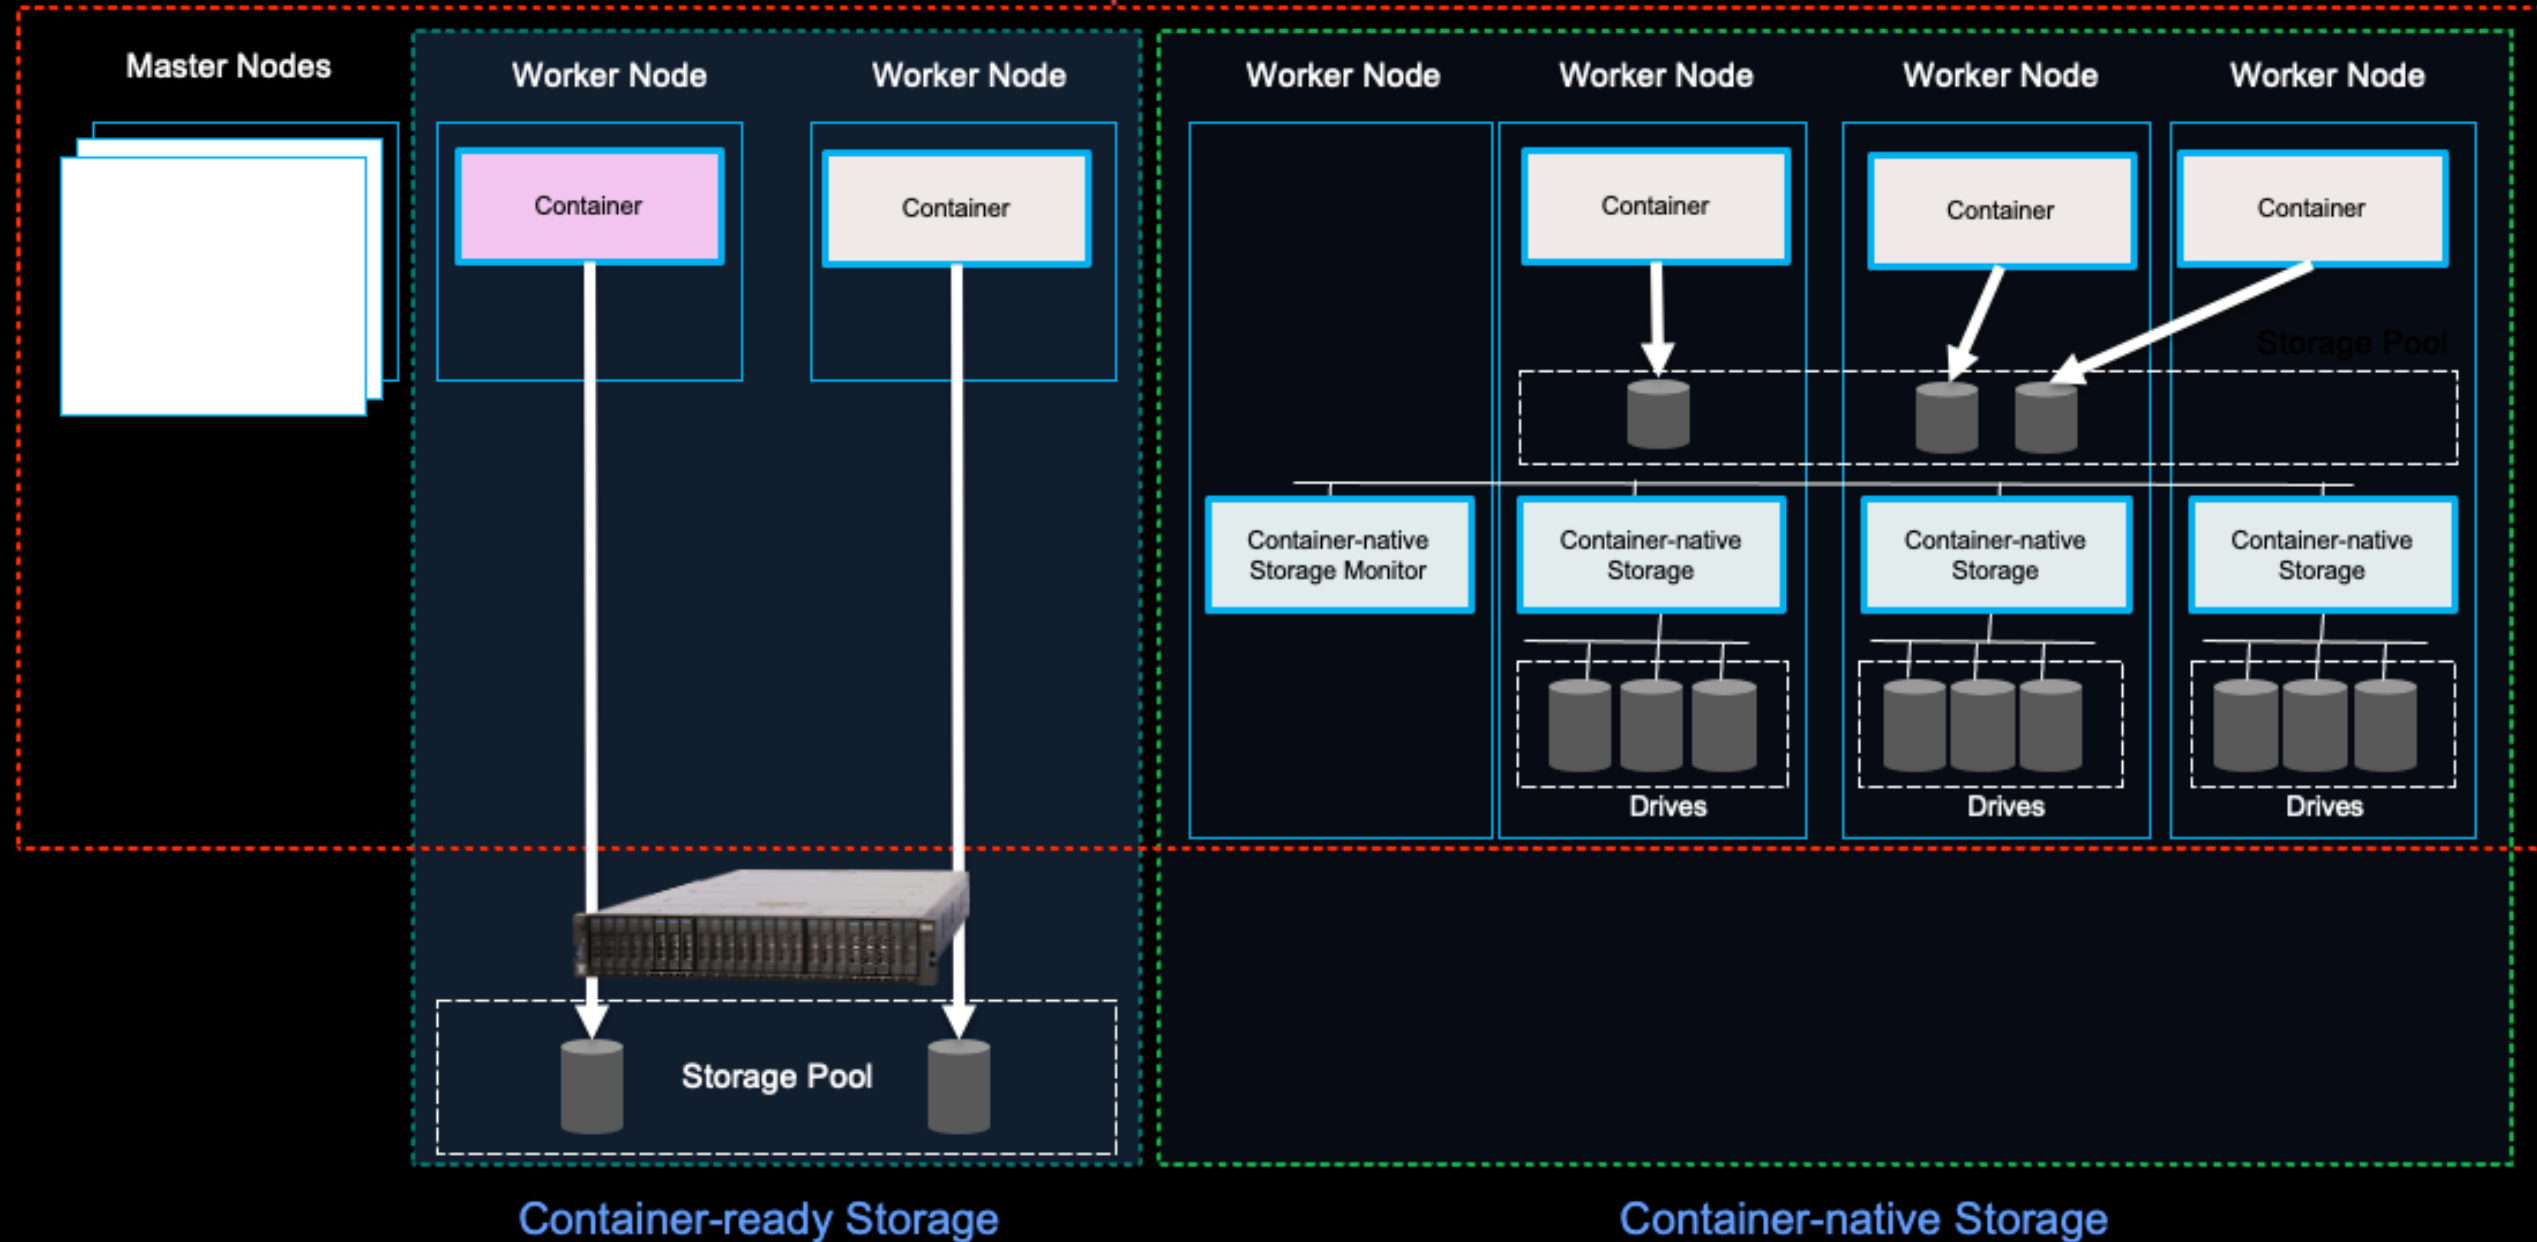 Master Nodes
Worker Node
Worker Node
Worker Node
Worker Node
Worker Node
Worker Node
Container
Container
Container
Container
Container
Storage Pool
Container-native
Storage Monitor
Container-native
Storage
Container-native
Storage
Container-native
Storage
Drives
Drives
Drives
Storage Pool
Container-ready Storage
Container-native Storage